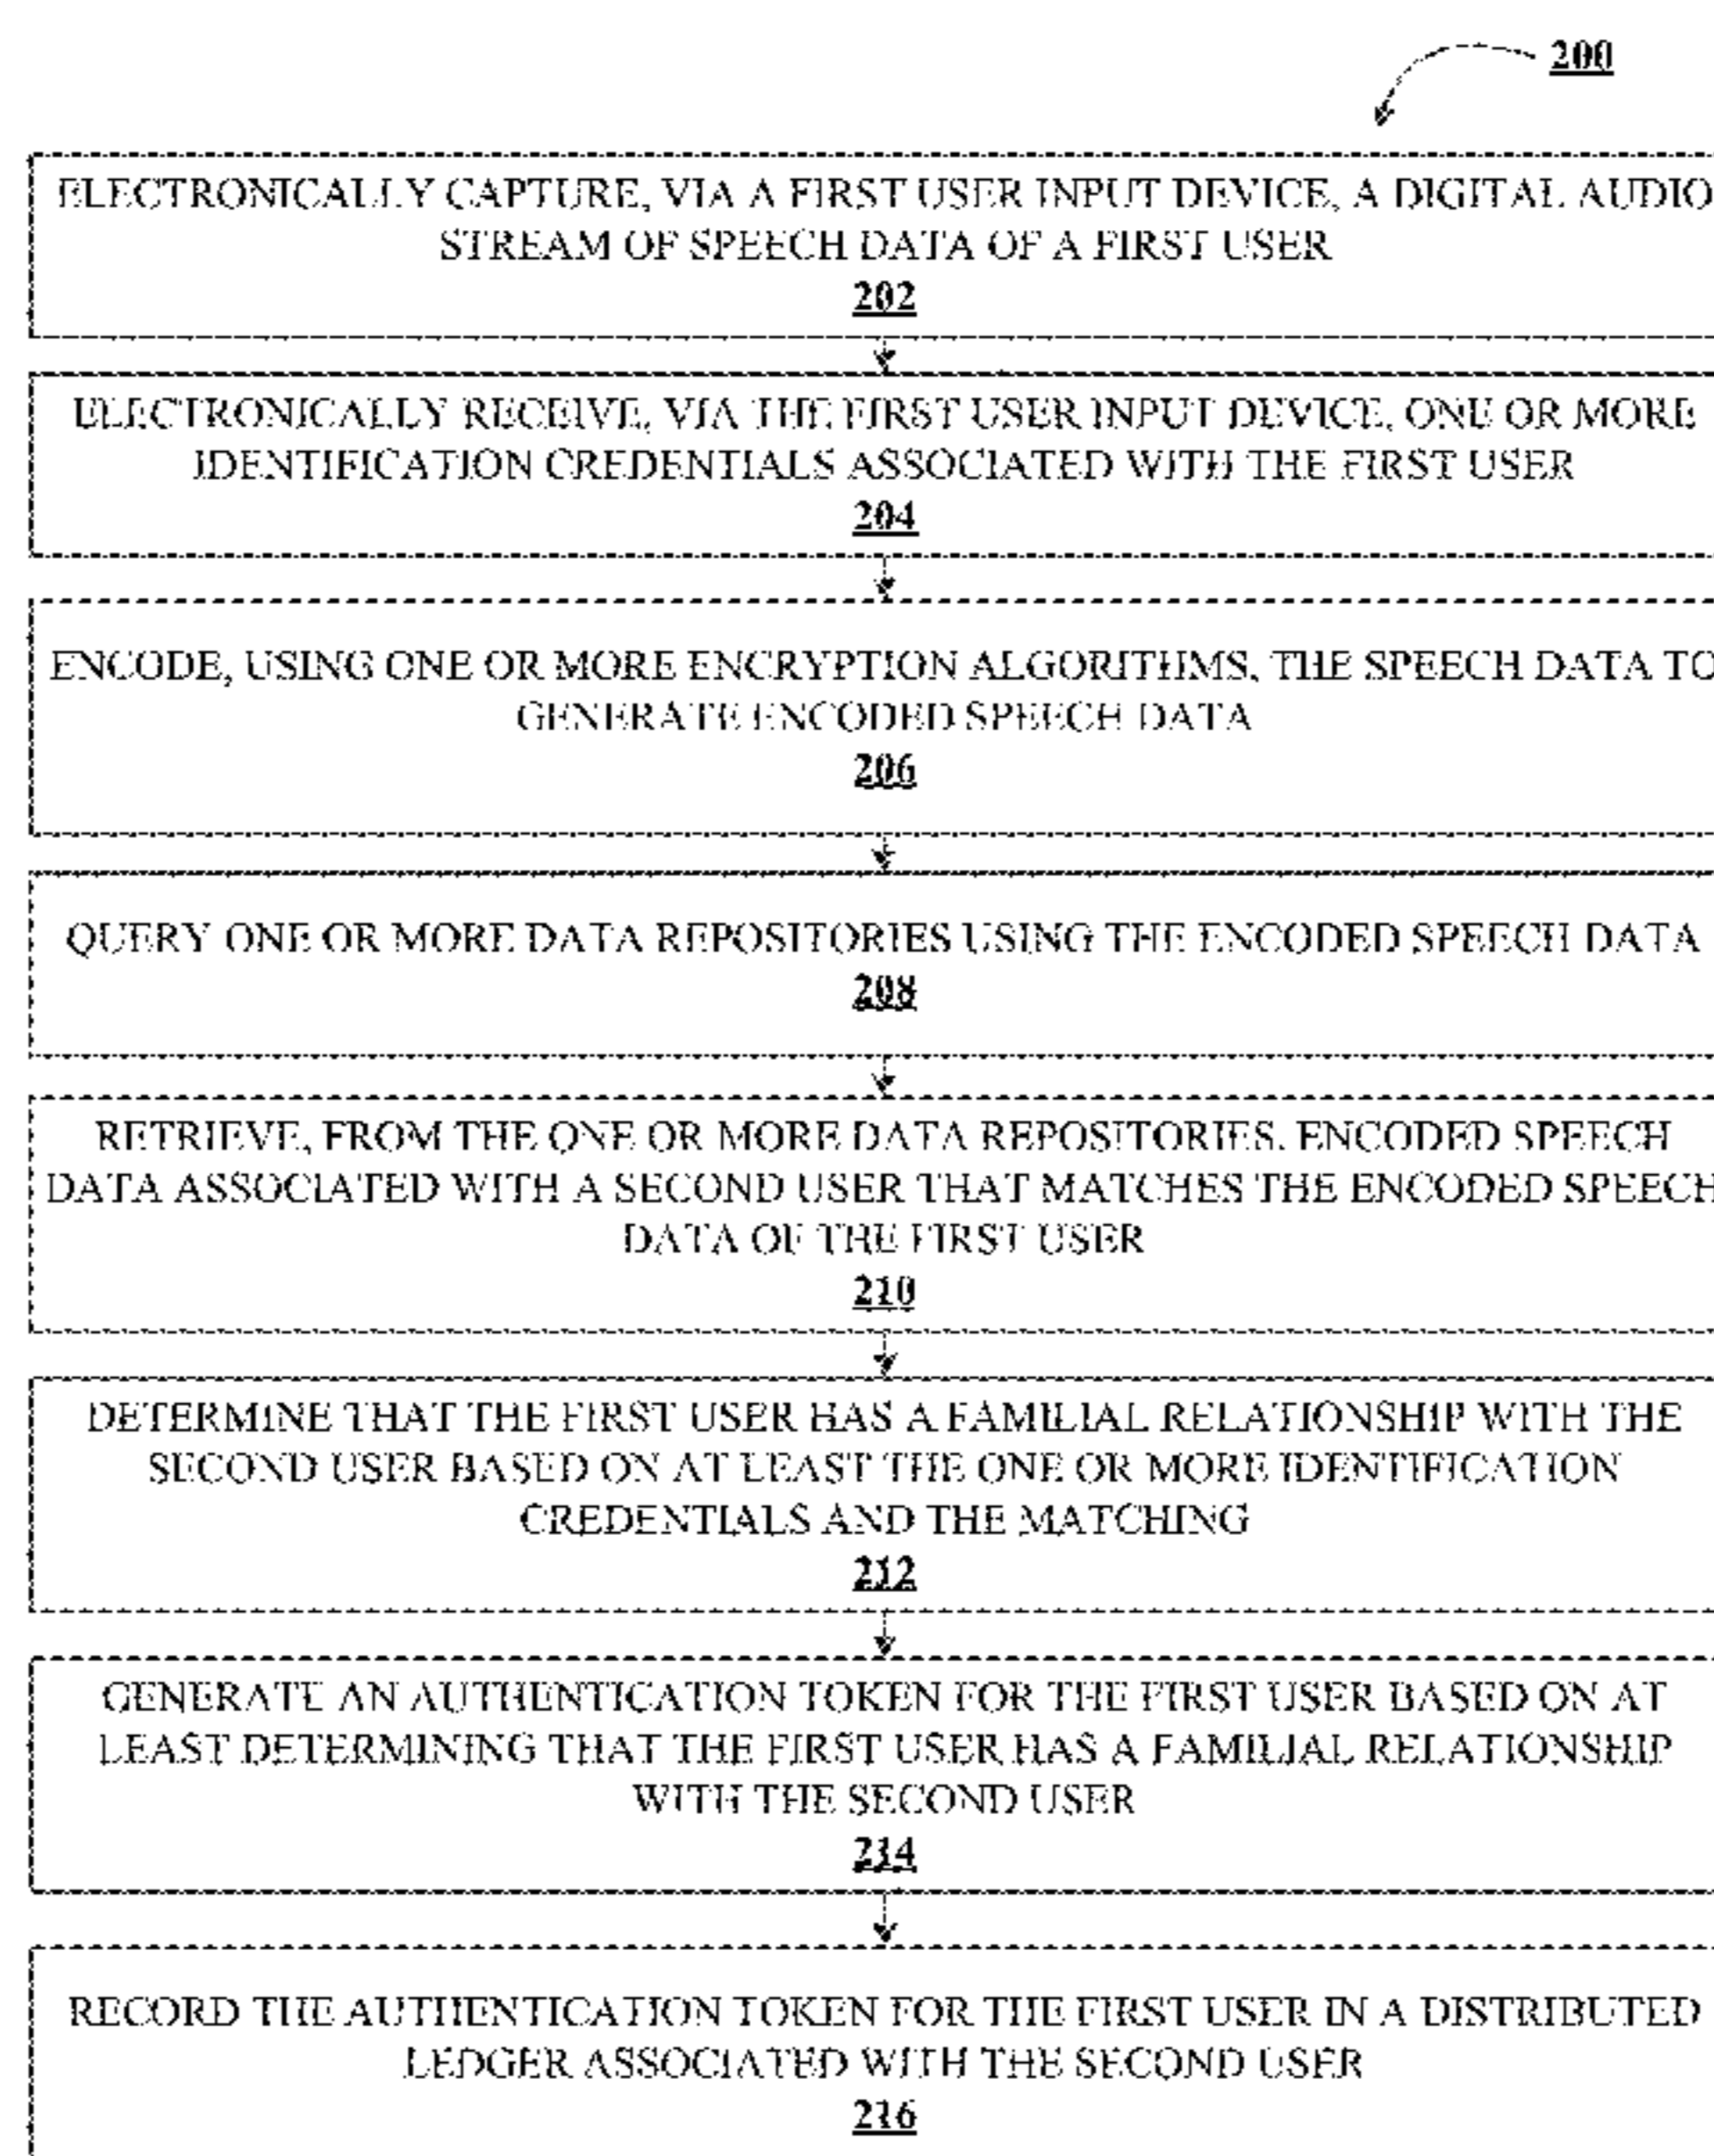 200
ELECTRONICALLY CAPTURE, VIA A FIRST USER INPUT DEVICE, A DIGITAL AUDIO
STREAM OF SPEECH DATA OF A FIRST USER
202
ELECTRONICALLY RECEIVE, VIA THE FIRST USER INPUT DEVICE, ONE OR MORE
IDENTIFICATION CREDENTIALS ASSOCIATED WITH THE FIRST USER
204
ENCODE, USING ONE OR MORE ENCRYPTION ALGORITHMS, THE SPEECH DATA TO
GENERATE ENCODED SPEECH DATA
206
QUERY ONE OR MORE DATA REPOSITORIES USING THE ENCODED SPEECH DATA
208
RETRIEVE, FROM THE ONE OR MORE DATA REPOSITORIES, ENCODED SPEECH
DATA ASSOCIATED WITH A SECOND USER THAT MATCHES THE ENCODED SPEECH
DATA OF THE FIRST USER
210
DETERMINE THAT THE FIRST USER HAS A FAMILIAL RELATIONSHIP WITH THE
SECOND USER BASED ON AT LEAST THE ONE OR MORE IDENTIFICATION
CREDENTIALS AND THE MATCHING
212
GENERATE AN AUTHENTICATION TOKEN FOR THE FIRST USER BASED ON AT
LEAST DETERMINING THAT THE FIRST USER HAS A FAMILIAL RELATIONSHIP
WITH THE SECOND USER
214
RECORD THE AUTHENTICATION TOKEN FOR THE FIRST USER IN A DISTRIBUTED
LEDGER ASSOCIATED WITH THE SECOND USER
216